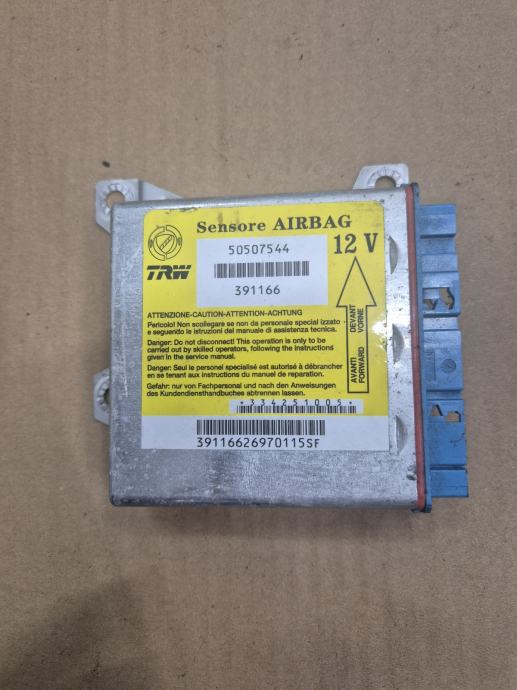 Sensore AIRBAG
TRW
50507544
12 V
391166
ATTENZIONE-CAUTION-ATTENTION-ACHTUNG
Pericolo! Non scollegare se non da personale special izzato
e seguendo le istruzioni del manuale di assistenza tecnica.
Danger: Do not disconnect! This operation is only to be
carried out by skilled operators, following the instructions
given in the service manual.
Danger: Seul le personel specialisé est autorisé à débrancher
en se tenant aux instructions du manuel de reparation.
Gefahr: nur von Fachpersonal und nach den Anweisungen
des Kundendiensthandbuches abtrennen lassen.
AVANTI DEVANT
FORWARD VORNE
*334251005*
39116626970115SF